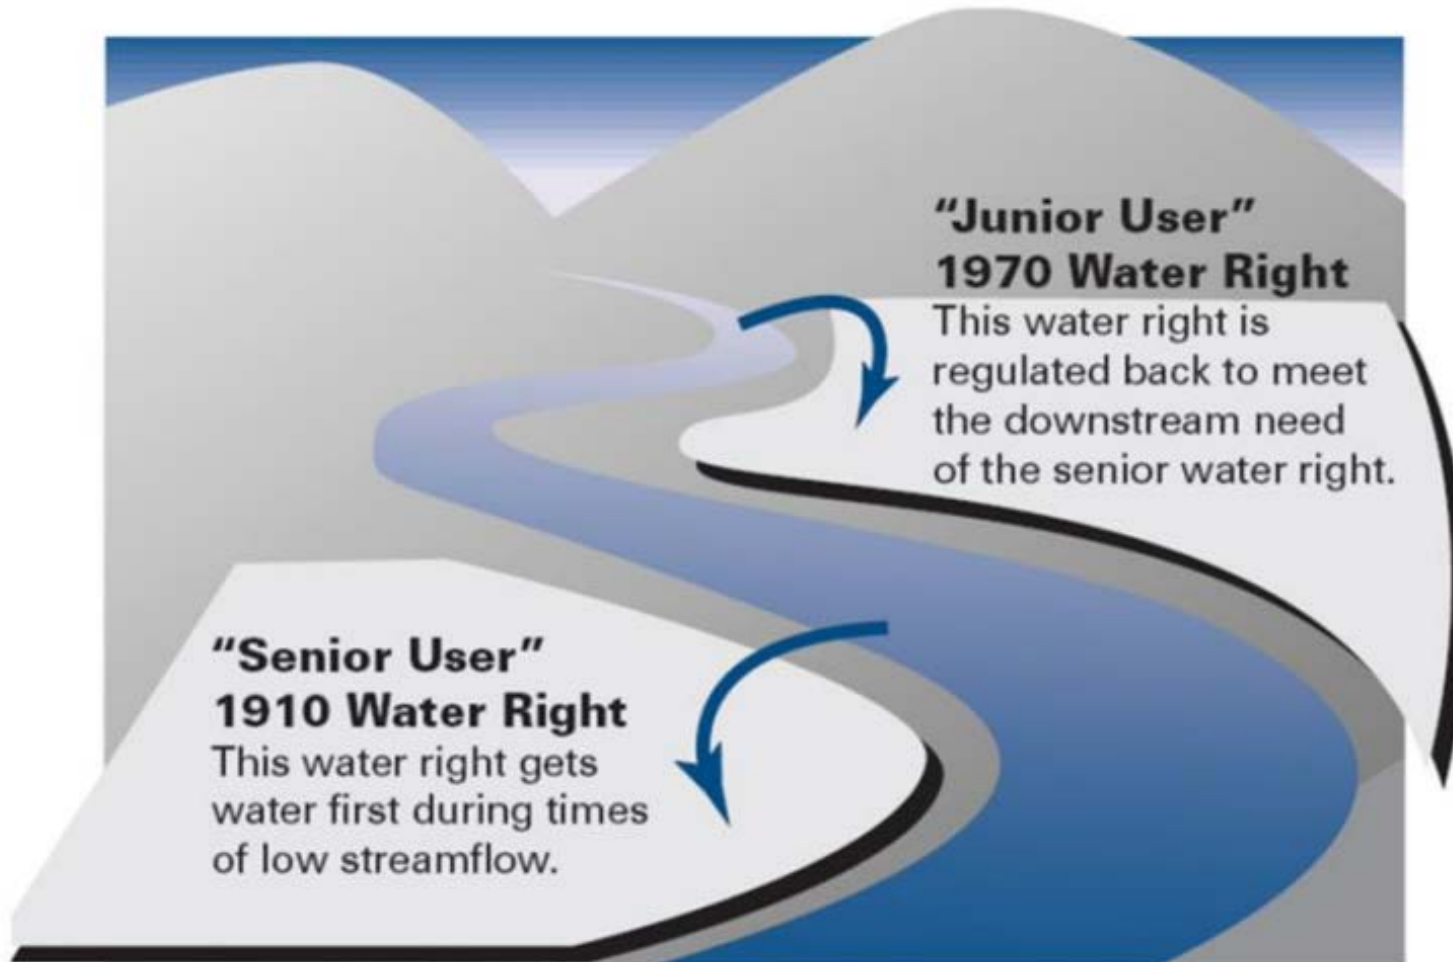 “Junior User”
1970 Water Right
This water right is
regulated back to meet
the downstream need
of the senior water right.
“Senior User”
1910 Water Right
This water right gets
water first during times
of low streamflow.